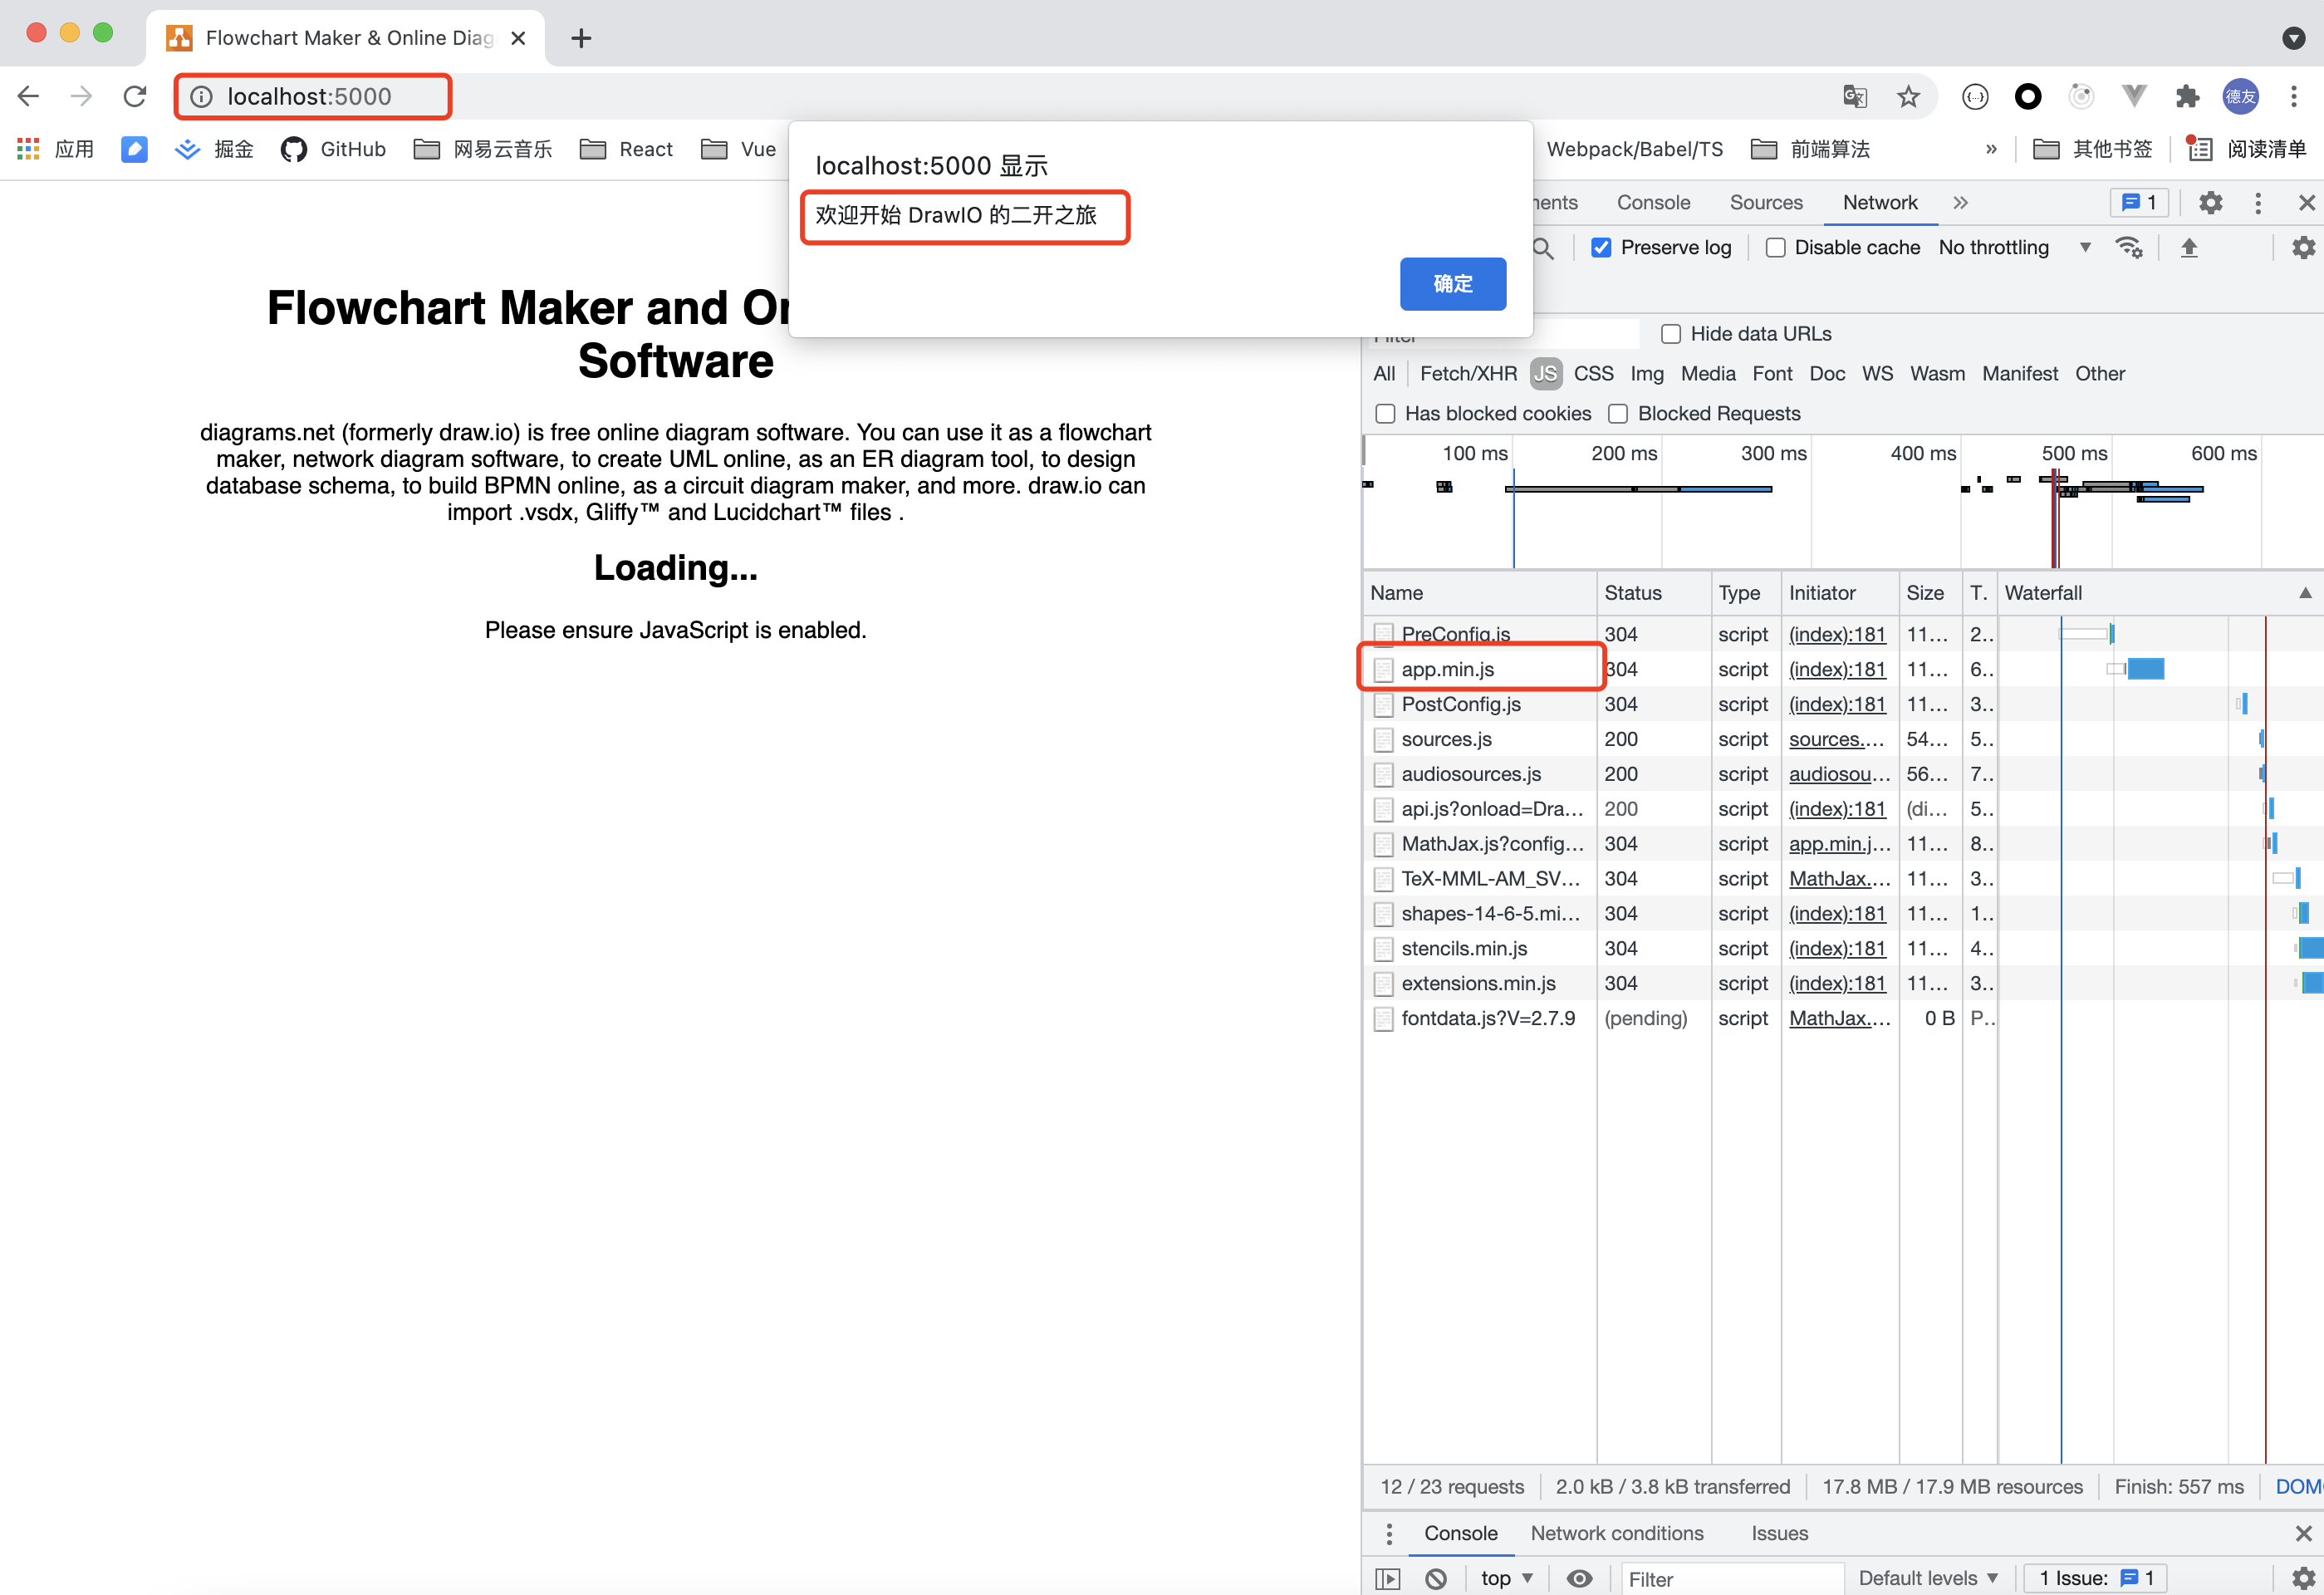 Flowchart Maker & Online Diag
localhost:5000
德友
应用
掘金
GitHub
网易云音乐
React
Vue
Webpack/Babel/TS
前端算法
»
其他书签
阅读清单
localhost:5000 显示
欢迎开始 DrawIO 的二开之旅
确定
Flowchart Maker and On
Software
diagrams.net (formerly draw.io) is free online diagram software. You can use it as a flowchart
maker, network diagram software, to create UML online, as an ER diagram tool, to design
database schema, to build BPMN online, as a circuit diagram maker, and more. draw.io can
import .vsdx, Gliffy™ and Lucidchart™ files .
Loading...
Please ensure JavaScript is enabled.
ents Console Sources Network » 1
Preserve log Disable cache No throttling
Hide data URLs
All Fetch/XHR JS CSS Img Media Font Doc WS Wasm Manifest Other
Has blocked cookies Blocked Requests
100 ms 200 ms 300 ms 400 ms 500 ms 600 ms
Name Status Type Initiator Size T. Waterfall
PreConfig.js 304 script (index):181 11... 2..
app.min.js 304 script (index):181 11... 6..
PostConfig.js 304 script (index):181 11... 3..
sources.js 200 script sources.... 54... 5..
audiosources.js 200 script audiosou... 56... 7..
api.js?onload=Dra... 200 script (index):181 (di... 5..
MathJax.js?config... 304 script app.min.j... 11... 8..
TeX-MML-AM_SV... 304 script MathJax.... 11... 3..
shapes-14-6-5.mi... 304 script (index):181 11... 1..
stencils.min.js 304 script (index):181 11... 4..
extensions.min.js 304 script (index):181 11... 3..
fontdata.js?V=2.7.9 (pending) script MathJax.... 0 B P..
12 / 23 requests 2.0 kB / 3.8 kB transferred 17.8 MB / 17.9 MB resources Finish: 557 ms DOM
Console Network conditions Issues
top Filter Default levels 1 Issue: 1